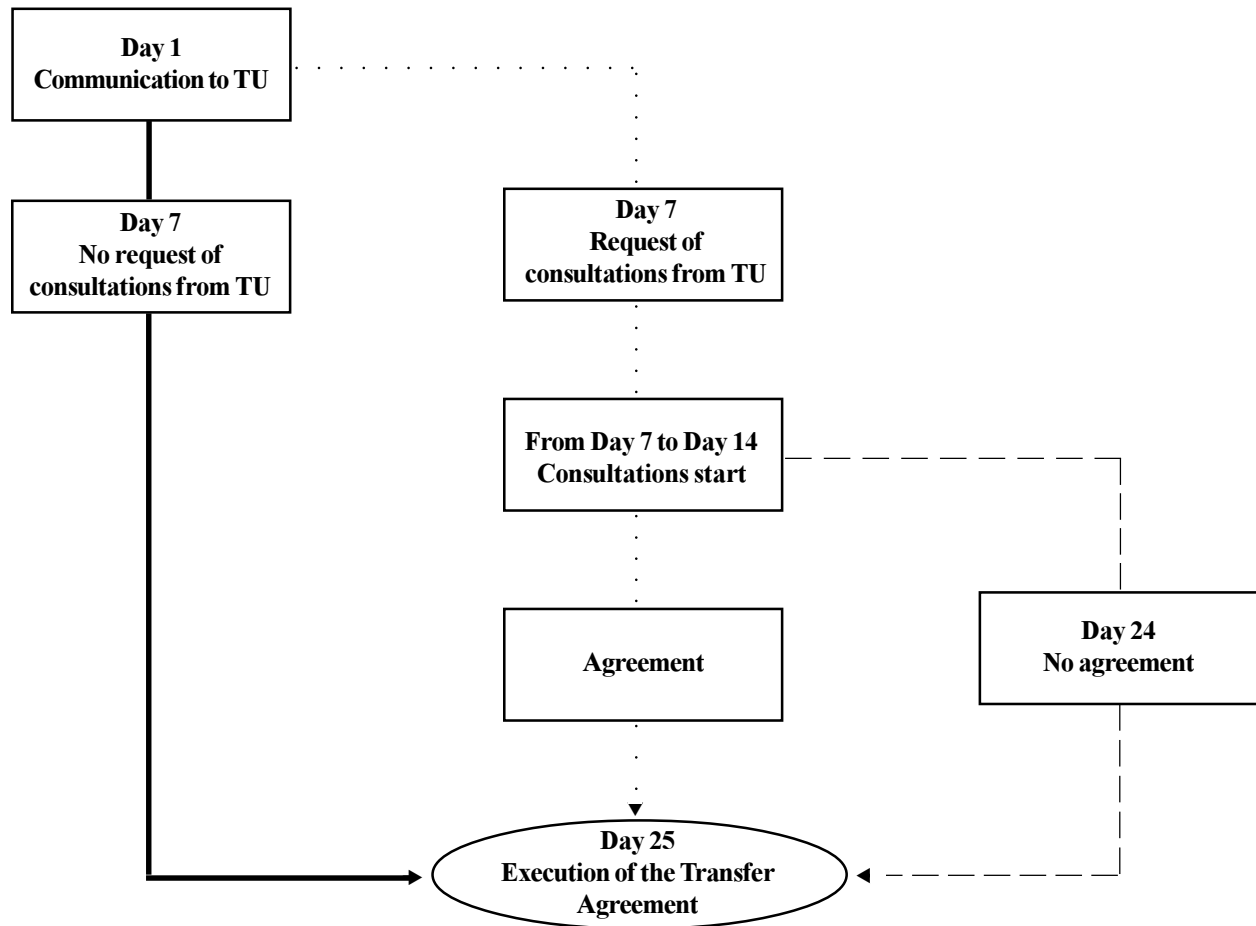 Day 1
Communication to TU
Day 7
No request of
consultations from TU
Day 7
Request of
consultations from TU
From Day 7 to Day 14
Consultations start
Agreement
Day 24
No agreement
Day 25
Execution of the Transfer
Agreement